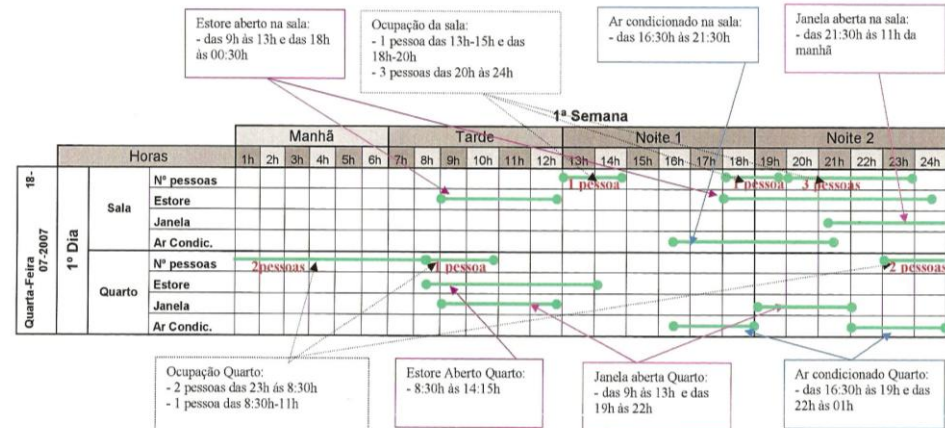 Estore aberto na sala:
- das 9h às 13h e das 18h
às 00:30h
Ocupação da sala:
- 1 pessoa das 13h-15h e das
18h-20h
- 3 pessoas das 20h às 24h
Ar condicionado na sala:
- das 16:30h às 21:30h
Janela aberta na sala:
- das 21:30h às 11h da
manhã
1ª Semana
Manhã Tarde Noite 1 Noite 2
Horas 1h 2h 3h 4h 5h 6h 7h 8h 9h 10h 11h 12h 13h 14h 15h 16h 17h 18h 19h 20h 21h 22h 23h 24h
Quarta-Feira 18-
07-2007
1º Dia
Sala
Nº pessoas 1 pessoa 1 pessoa 3 pessoas
Estore
Janela
Ar Condic.
Quarto
Nº pessoas 2pessoas 1 pessoa 2 pessoas
Estore
Janela
Ar Condic.
Ocupação Quarto:
- 2 pessoas das 23h às 8:30h
- 1 pessoa das 8:30h-11h
Estore Aberto Quarto:
- 8:30h às 14:15h
Janela aberta Quarto:
- das 9h às 13h e das
19h às 22h
Ar condicionado Quarto:
- das 16:30h às 19h e das
22h às 01h